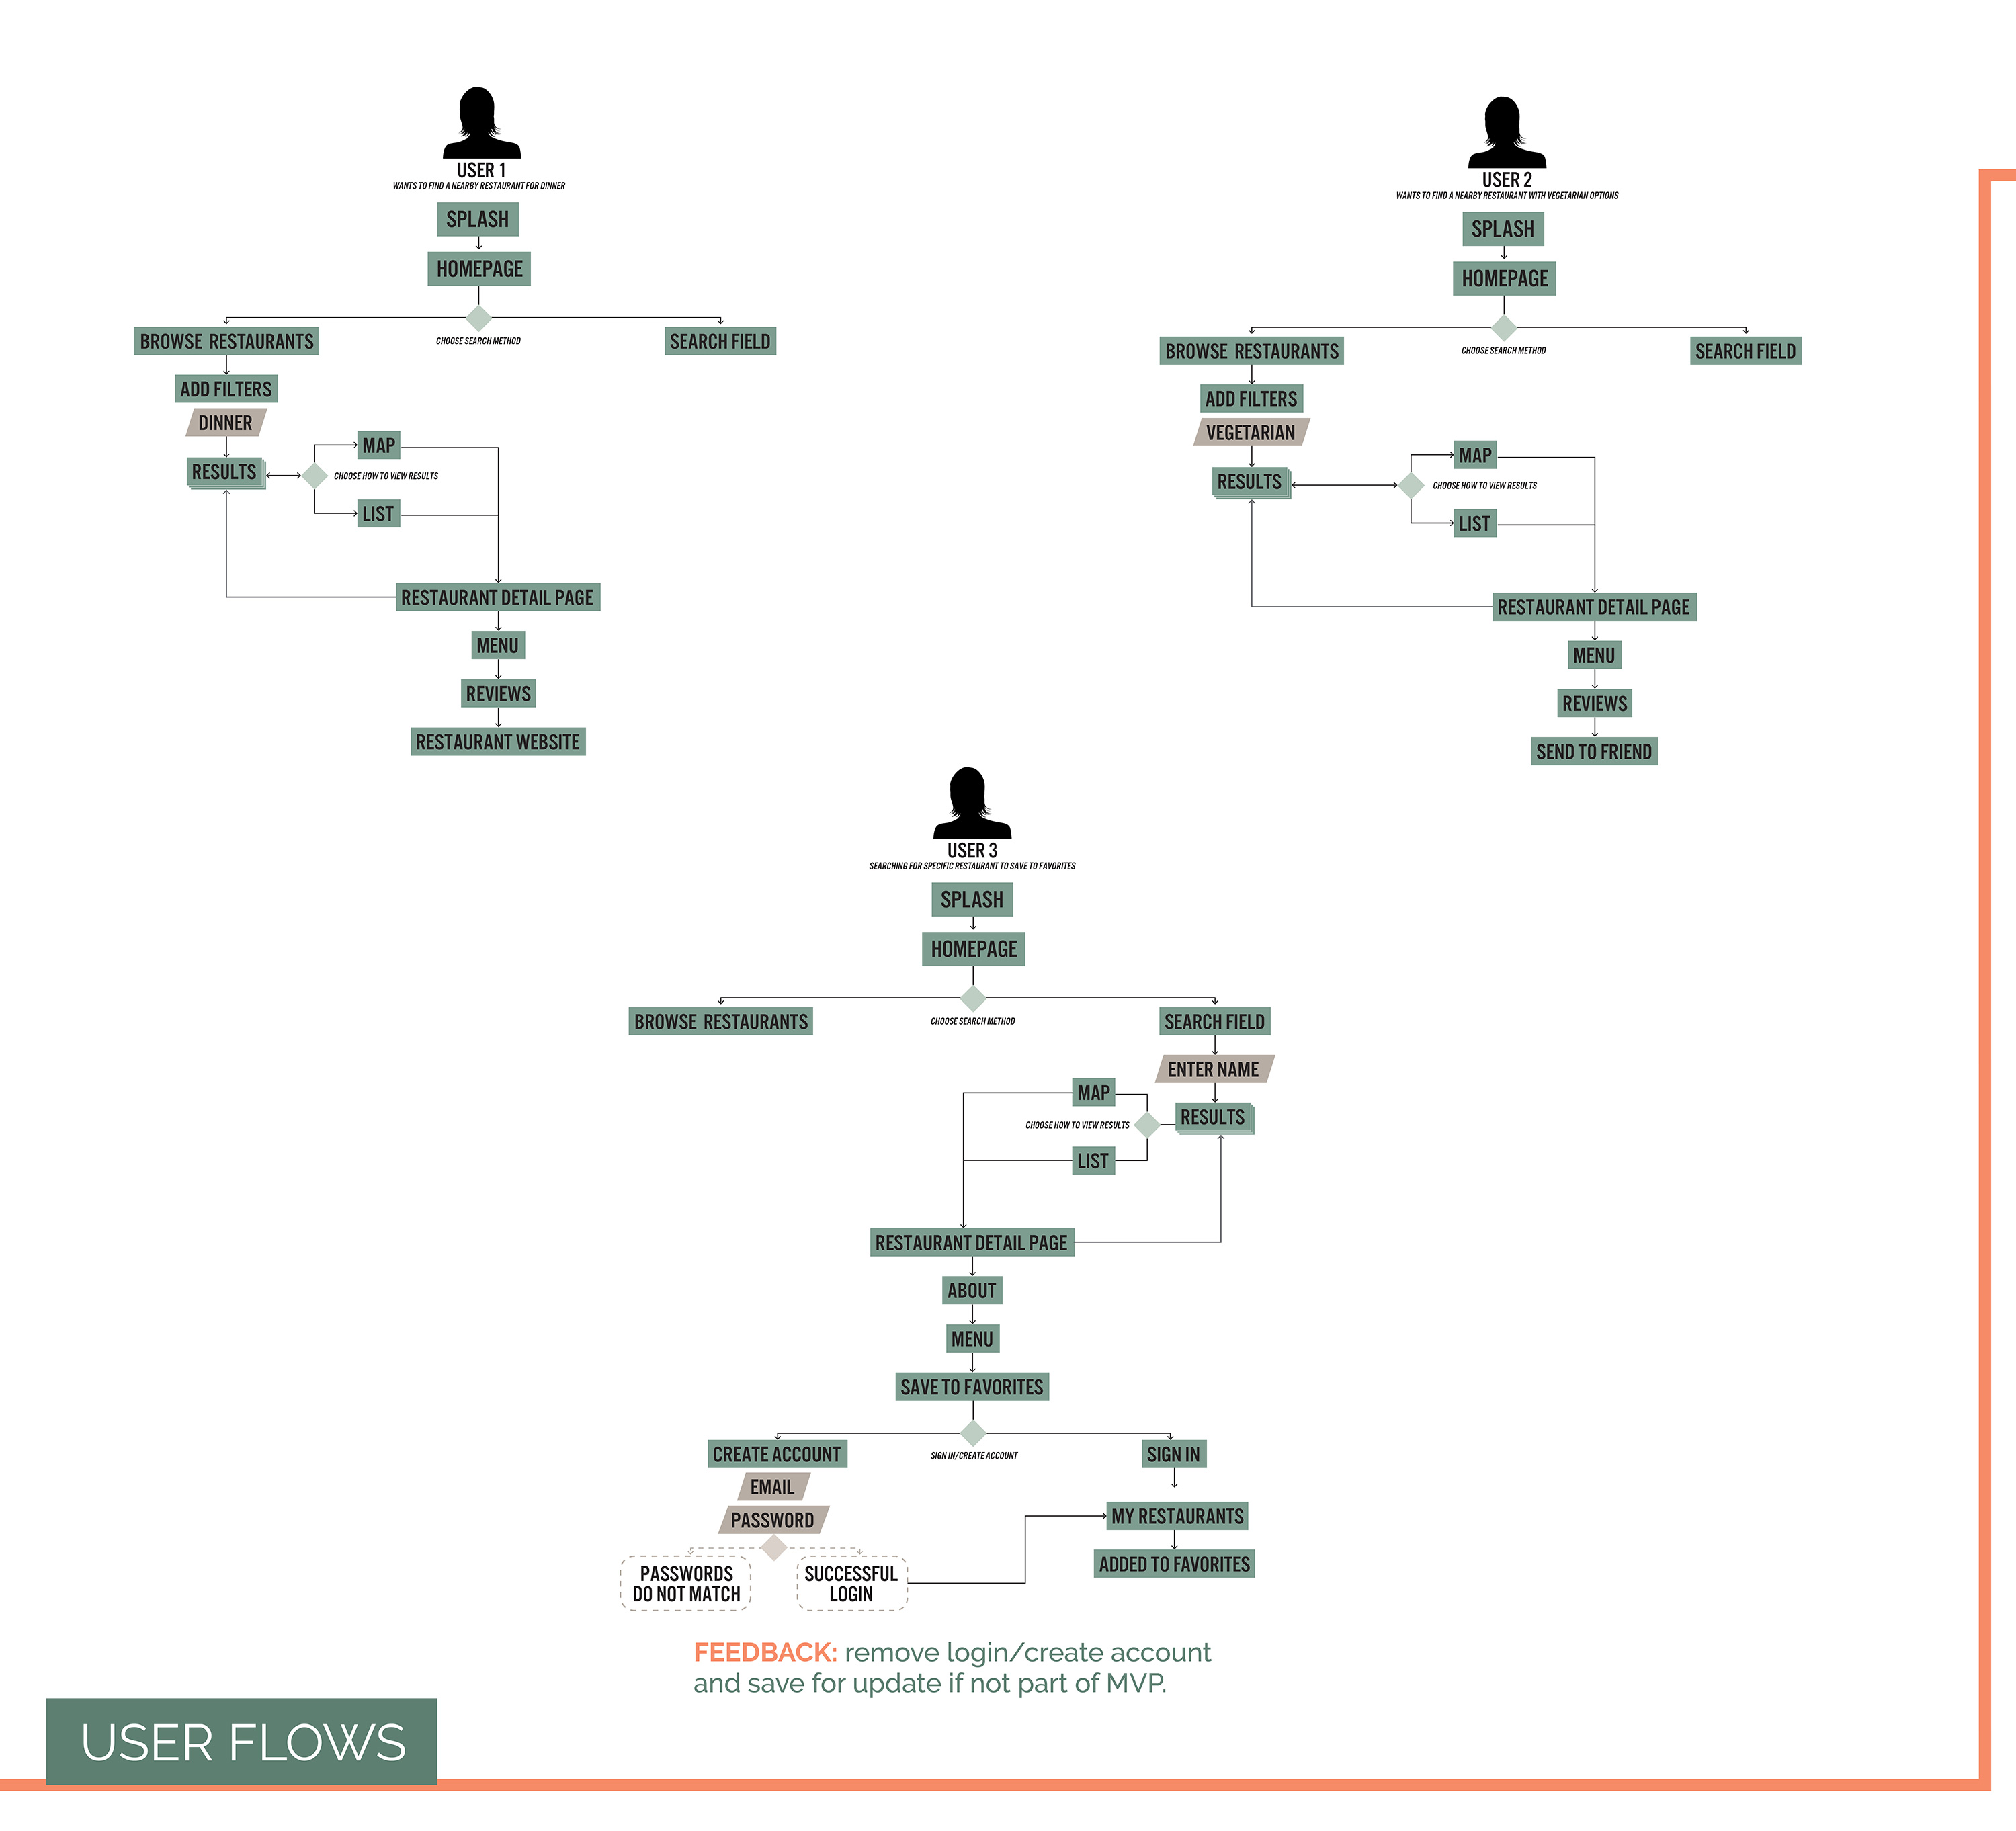 USER 1
WANTS TO FIND A NEARBY RESTAURANT FOR DINNER
SPLASH
HOMEPAGE
CHOOSE SEARCH METHOD
BROWSE RESTAURANTS
SEARCH FIELD
ADD FILTERS
DINNER
RESULTS
CHOOSE HOW TO VIEW RESULTS
MAP
LIST
RESTAURANT DETAIL PAGE
MENU
REVIEWS
RESTAURANT WEBSITE
USER 2
WANTS TO FIND A NEARBY RESTAURANT WITH VEGETARIAN OPTIONS
SPLASH
HOMEPAGE
CHOOSE SEARCH METHOD
BROWSE RESTAURANTS
SEARCH FIELD
ADD FILTERS
VEGETARIAN
RESULTS
CHOOSE HOW TO VIEW RESULTS
MAP
LIST
RESTAURANT DETAIL PAGE
MENU
REVIEWS
SEND TO FRIEND
USER 3
SEARCHING FOR SPECIFIC RESTAURANT TO SAVE TO FAVORITES
SPLASH
HOMEPAGE
CHOOSE SEARCH METHOD
BROWSE RESTAURANTS
SEARCH FIELD
ENTER NAME
RESULTS
CHOOSE HOW TO VIEW RESULTS
MAP
LIST
RESTAURANT DETAIL PAGE
ABOUT
MENU
SAVE TO FAVORITES
SIGN IN/CREATE ACCOUNT
CREATE ACCOUNT
EMAIL
PASSWORD
PASSWORDS
DO NOT MATCH
SUCCESSFUL
LOGIN
SIGN IN
MY RESTAURANTS
ADDED TO FAVORITES
FEEDBACK: remove login/create account
and save for update if not part of MVP.
USER FLOWS